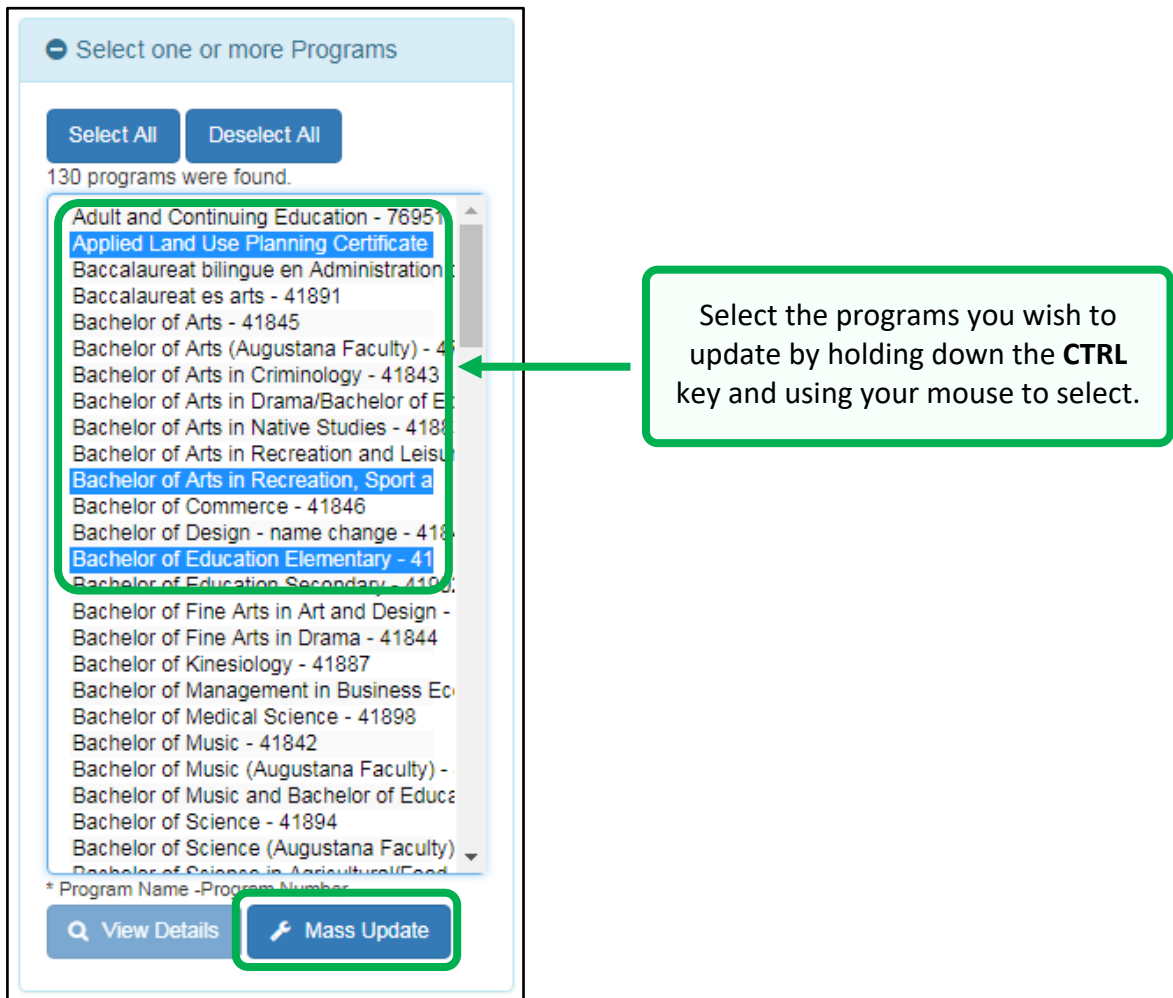 Select one or more Programs
Select All Deselect All
130 programs were found.
Adult and Continuing Education - 76951
Applied Land Use Planning Certificate
Baccalaureat bilingue en Administration
Baccalaureat es arts - 41891
Bachelor of Arts - 41845
Bachelor of Arts (Augustana Faculty) -
Bachelor of Arts in Criminology - 41843
Bachelor of Arts in Drama/Bachelor of
Bachelor of Arts in Native Studies - 418
Bachelor of Arts in Recreation and
Bachelor of Arts in Recreation, Sport a
Bachelor of Commerce - 41846
Bachelor of Design - name change - 418
Bachelor of Education Elementary - 41
Bachelor of Education Secondary -
Bachelor of Fine Arts in Art and Design -
Bachelor of Fine Arts in Drama - 41844
Bachelor of Kinesiology - 41887
Bachelor of Management in Business
Bachelor of Medical Science - 41898
Bachelor of Music - 41842
Bachelor of Music (Augustana Faculty) -
Bachelor of Music and Bachelor of
Bachelor of Science - 41894
Bachelor of Science (Augustana Faculty)
Bachelor of Science in Agricultural/Food
* Program Name -Program Number
View Details Mass Update
Select the programs you wish to
update by holding down the CTRL
key and using your mouse to select.